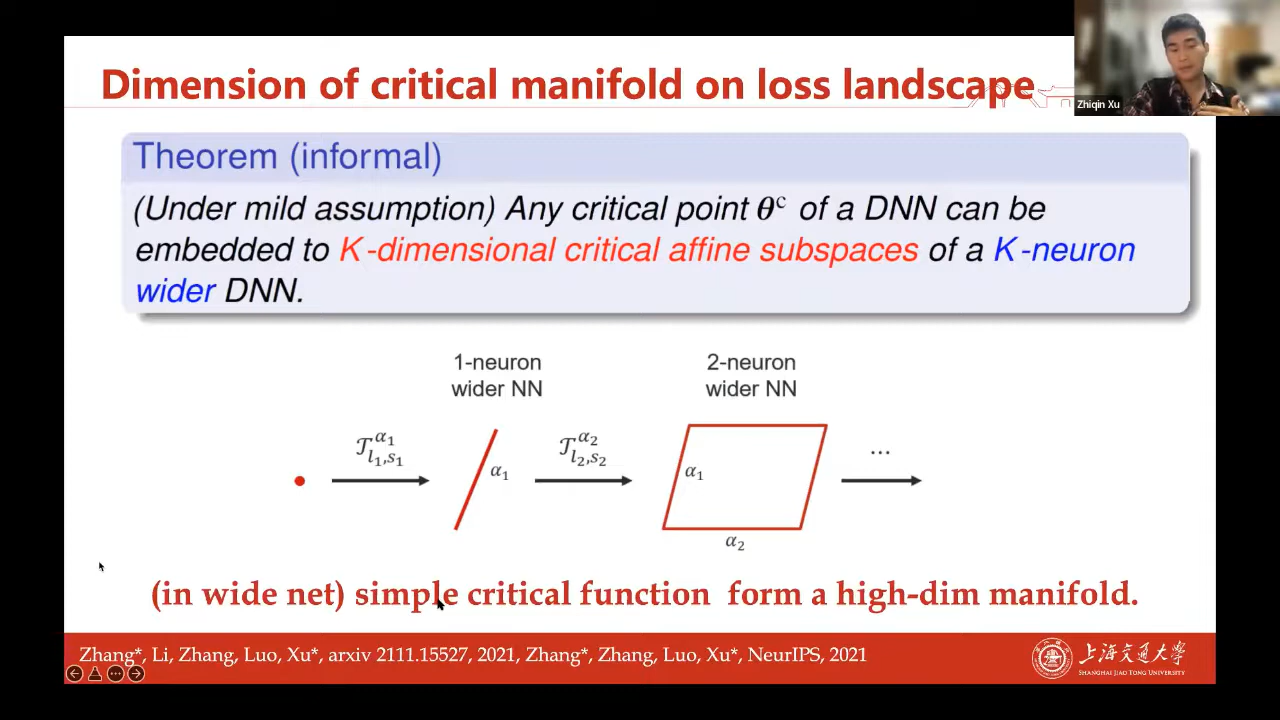 Dimension of critical manifold on loss landscape
Zhiqin Xu
Theorem (informal)
(Under mild assumption) Any critical point θᶜ of a DNN can be
embedded to K-dimensional critical affine subspaces of a K-neuron
wider DNN.
1-neuron
wider NN
2-neuron
wider NN
𝒯^{α₁}_{l₁,s₁}
α₁
𝒯^{α₂}_{l₂,s₂}
α₁
α₂
...
(in wide net) simple critical function form a high-dim manifold.
Zhang*, Li, Zhang, Luo, Xu*, arxiv 2111.15527, 2021, Zhang*, Zhang, Luo, Xu*, NeurIPS, 2021
上海交通大学
SHANGHAI JIAO TONG UNIVERSITY